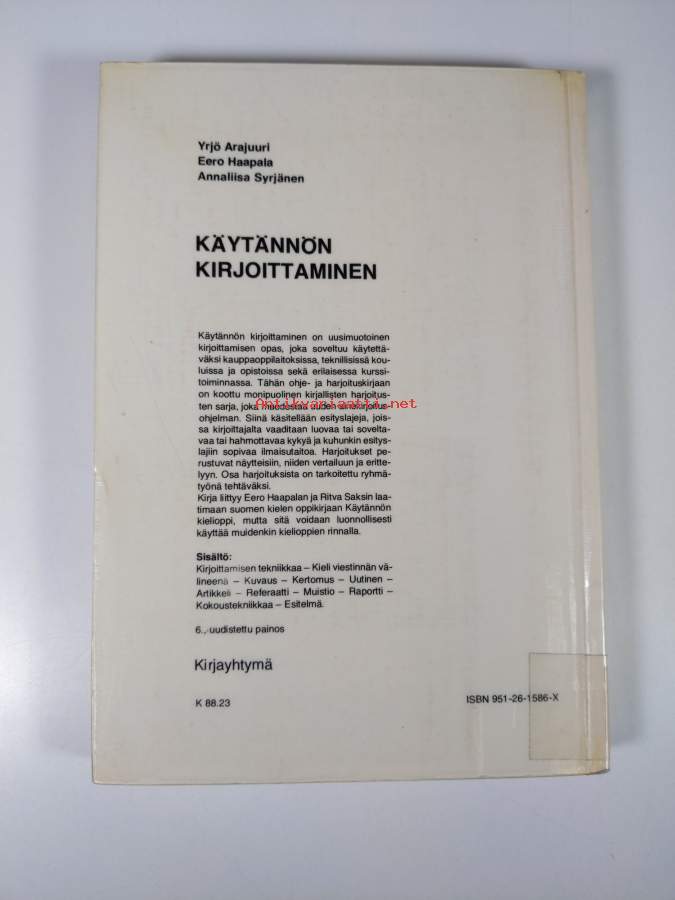 Yrjö Arajuuri
Eero Haapala
Annaliisa Syrjänen
KÄYTÄNNÖN
KIRJOITTAMINEN
Käytännön kirjoittaminen on uusimuotoinen
kirjoittamisen opas, joka soveltuu käytettä-
väksi kauppaoppilaitoksissa, teknillisissä kou-
luissa ja opistoissa sekä erilaisessa kurssi-
toiminnassa. Tähän ohje- ja harjoituskirjaan
on koottu monipuolinen kirjallisten harjoitus-
ten sarja, joka muodostaa uuden ainekirjoitus-
ohjelman. Siinä käsitellään esityslajeja, jois-
sa kirjoittajalta vaaditaan luovaa tai sovelta-
vaa tai hahmottavaa kykyä ja kuhunkin esitys-
lajiin sopivaa ilmaisutaitoa. Harjoitukset pe-
rustuvat näytteisiin, niiden vertailuun ja eritte-
lyyn. Osa harjoituksista on tarkoitettu ryhmä-
työnä tehtäväksi.
Kirja liittyy Eero Haapalan ja Ritva Saksin laa-
timaan suomen kielen oppikirjaan Käytännön
kielioppi, mutta sitä voidaan luonnollisesti
käyttää muidenkin kielioppien rinnalla.
Sisältö:
Kirjoittamisen tekniikkaa – Kieli viestinnän vä-
lineenä – Kuvaus – Kertomus – Uutinen –
Artikkeli – Referaatti – Muistio – Raportti –
Kokoustekniikkaa – Esitelmä.
6., uudistettu painos
Kirjayhtymä
K 88.23
ISBN 951-26-1586-X
Antikvariaatti.net